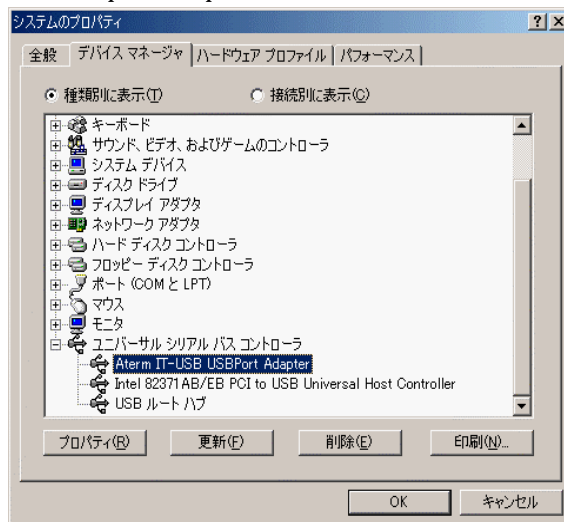 システムのプロパティ
全般 デバイス マネージャ ハードウェア プロファイル パフォーマンス
種類別に表示(T) 接続別に表示(C)
キーボード
サウンド、ビデオ、およびゲームのコントローラ
システム デバイス
ディスク ドライブ
ディスプレイ アダプタ
ネットワーク アダプタ
ハード ディスク コントローラ
フロッピー ディスク コントローラ
ポート (COM と LPT)
マウス
モニタ
ユニバーサル シリアル バス コントローラ
Aterm IT-USB USBPort Adapter
Intel 82371AB/EB PCI to USB Universal Host Controller
USB ルート ハブ
プロパティ(R) 更新(F) 削除(E) 印刷(N)...
OK キャンセル